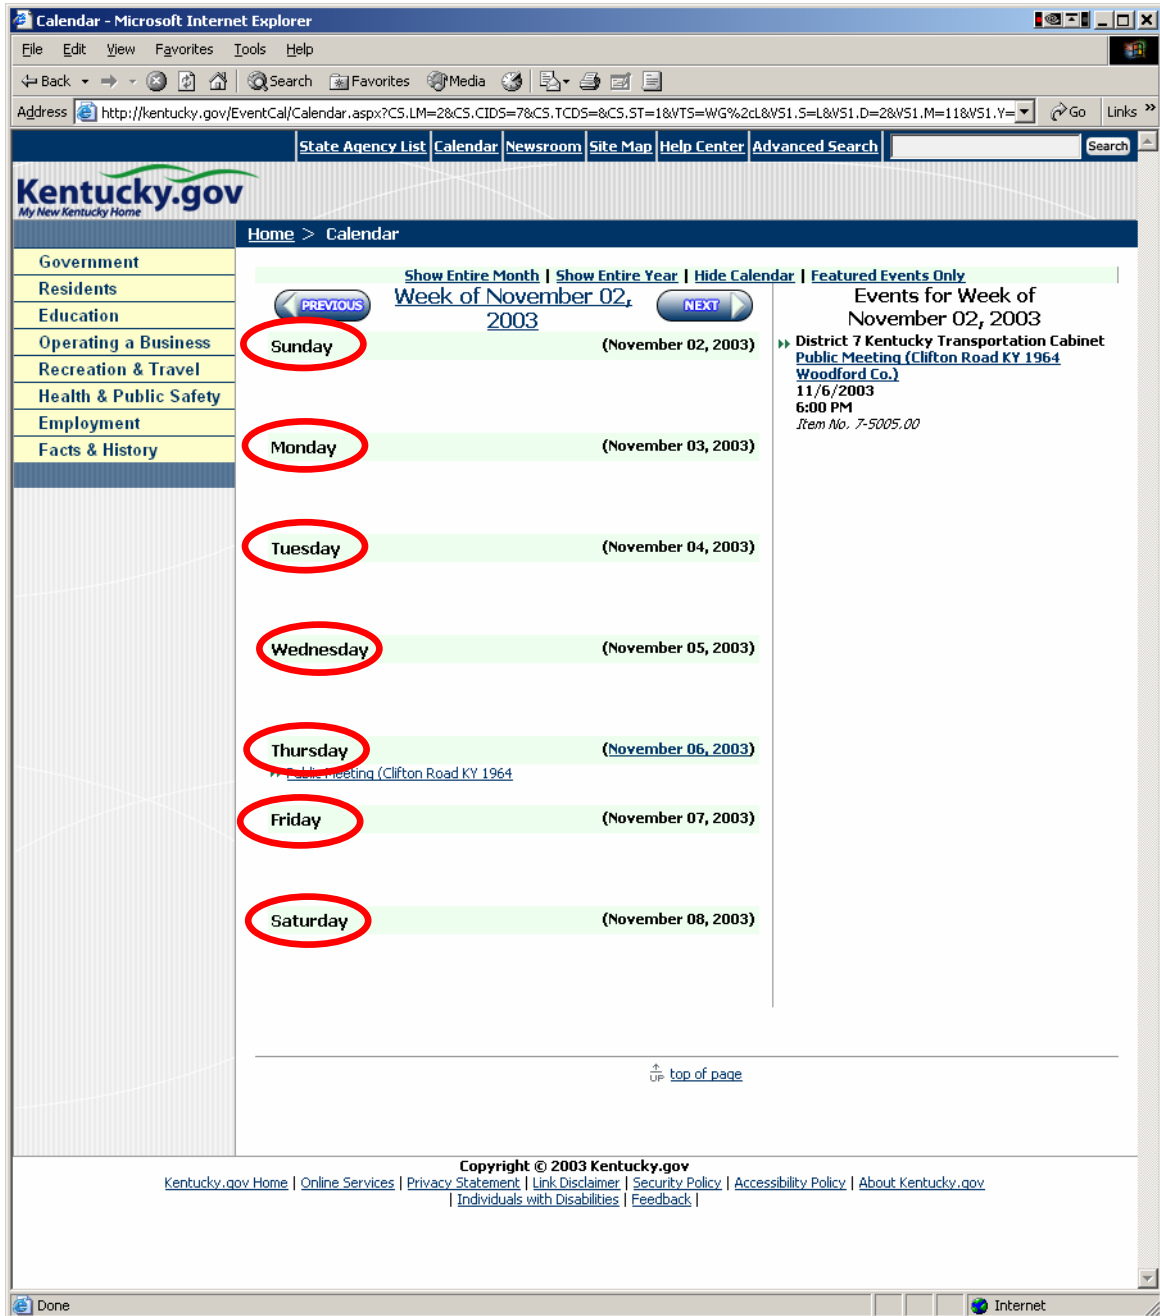 Calendar - Microsoft Internet Explorer
File Edit View Favorites Tools Help
Back Search Favorites Media
Address http://kentucky.gov/EventCal/Calendar.aspx?CS.LM=2&CS.CIDS=7&CS.TCDS=&CS.ST=1&VTS=WG%2cL&VS1.S=L&VS1.D=2&VS1.M=11&VS1.Y= Go Links »
State Agency List Calendar Newsroom Site Map Help Center Advanced Search Search
Kentucky.gov
My New Kentucky Home
Home > Calendar
Government
Residents
Education
Operating a Business
Recreation & Travel
Health & Public Safety
Employment
Facts & History
Show Entire Month | Show Entire Year | Hide Calendar | Featured Events Only
PREVIOUS Week of November 02, NEXT
2003
Sunday (November 02, 2003)
Monday (November 03, 2003)
Tuesday (November 04, 2003)
Wednesday (November 05, 2003)
Thursday (November 06, 2003)
Public Meeting (Clifton Road KY 1964
Friday (November 07, 2003)
Saturday (November 08, 2003)
Events for Week of
November 02, 2003
District 7 Kentucky Transportation Cabinet
Public Meeting (Clifton Road KY 1964
Woodford Co.)
11/6/2003
6:00 PM
Item No. 7-5005.00
UP top of page
Copyright © 2003 Kentucky.gov
Kentucky.gov Home | Online Services | Privacy Statement | Link Disclaimer | Security Policy | Accessibility Policy | About Kentucky.gov
| Individuals with Disabilities | Feedback |
Done Internet